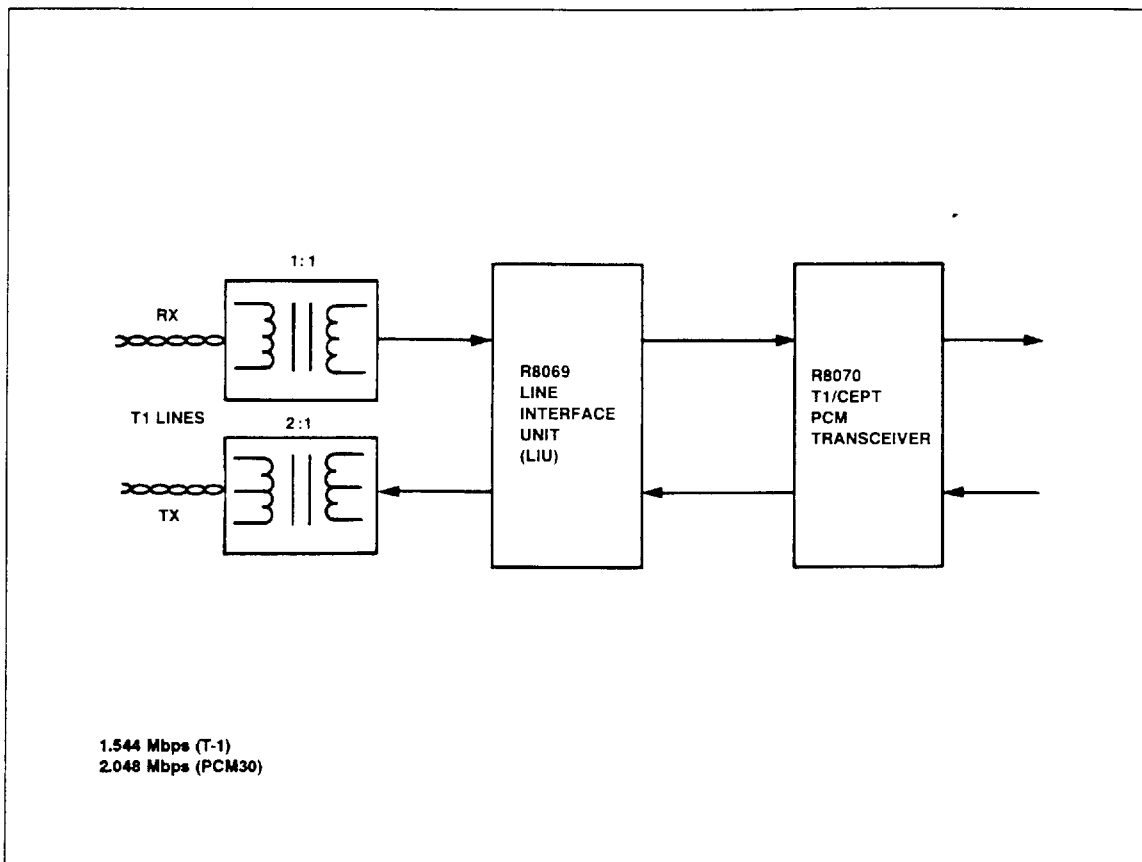 1:1
RX
T1 LINES
2:1
TX
R8069
LINE
INTERFACE
UNIT
(LIU)
R8070
T1/CEPT
PCM
TRANSCEIVER
1.544 Mbps (T-1)
2.048 Mbps (PCM30)